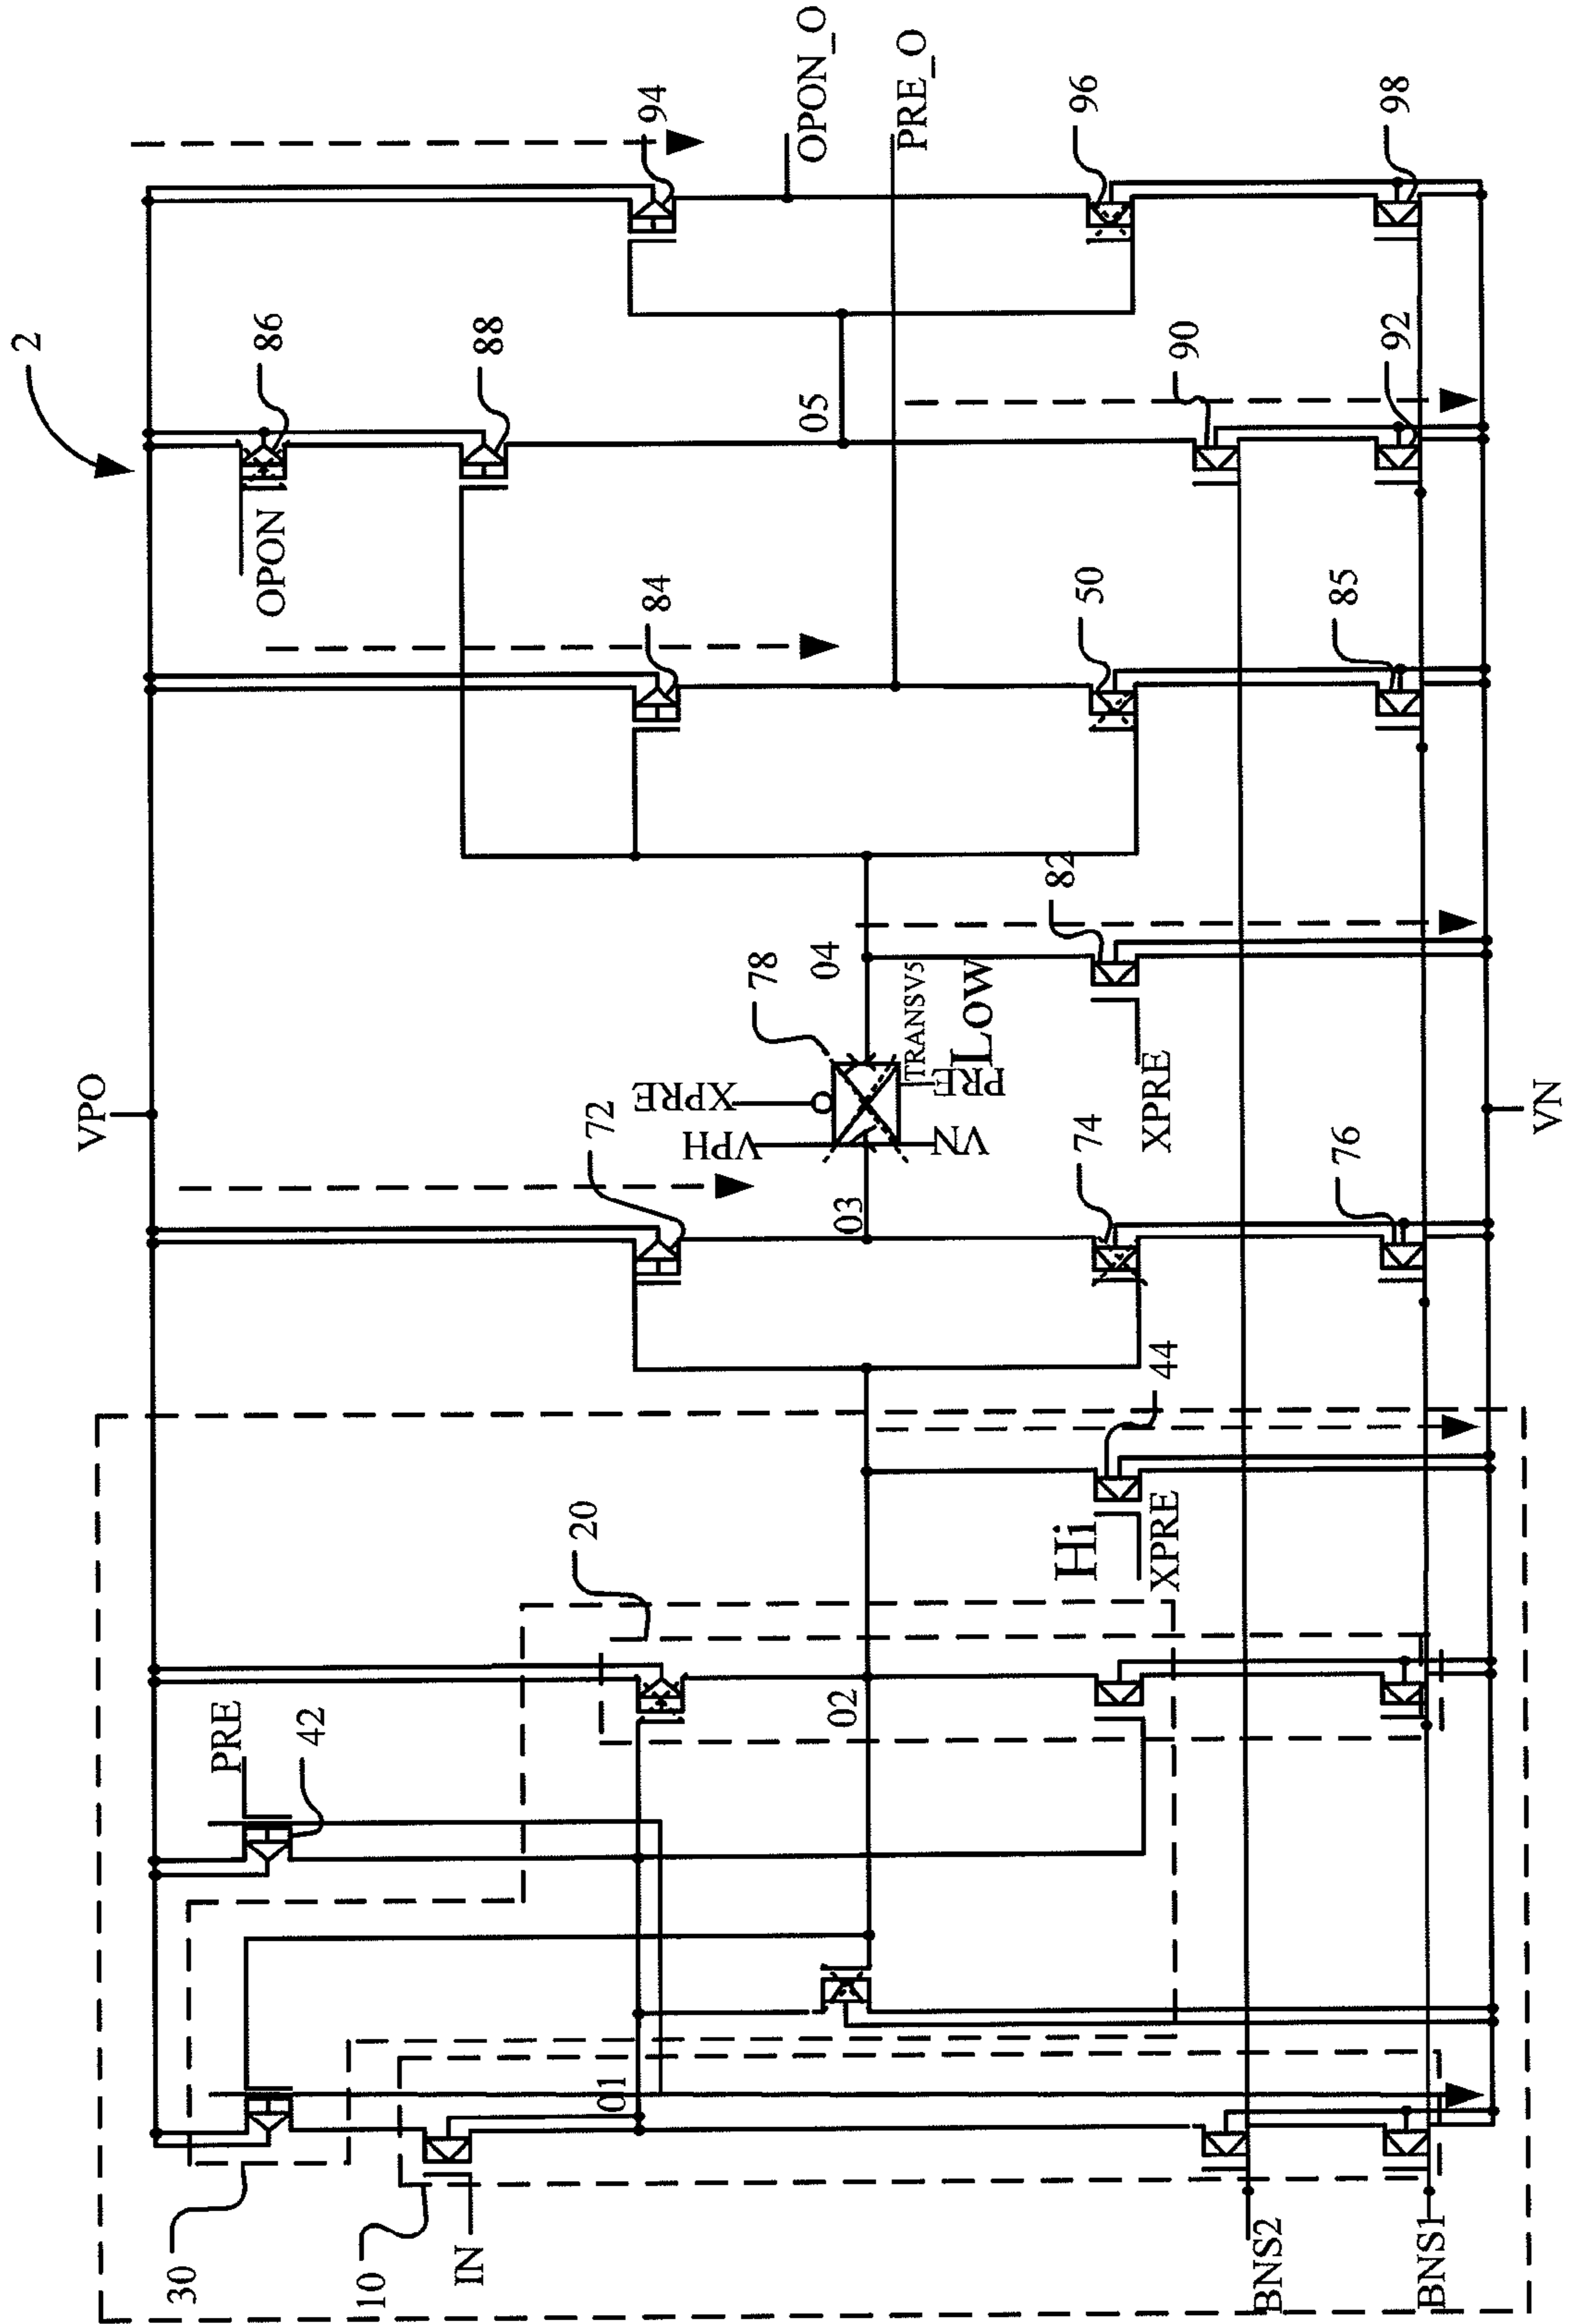 2
VPO
VN
30
10
IN
BNS2
BNS1
01
PRE
42
02
20
Hi
XPRE
44
72
03
74
76
XPRE
VPH
VN
PRE
TRANSV5
LOW
78
04
82
XPRE
84
50
85
OPON
86
88
05
90
92
94
96
98
OPON_O
PRE_O